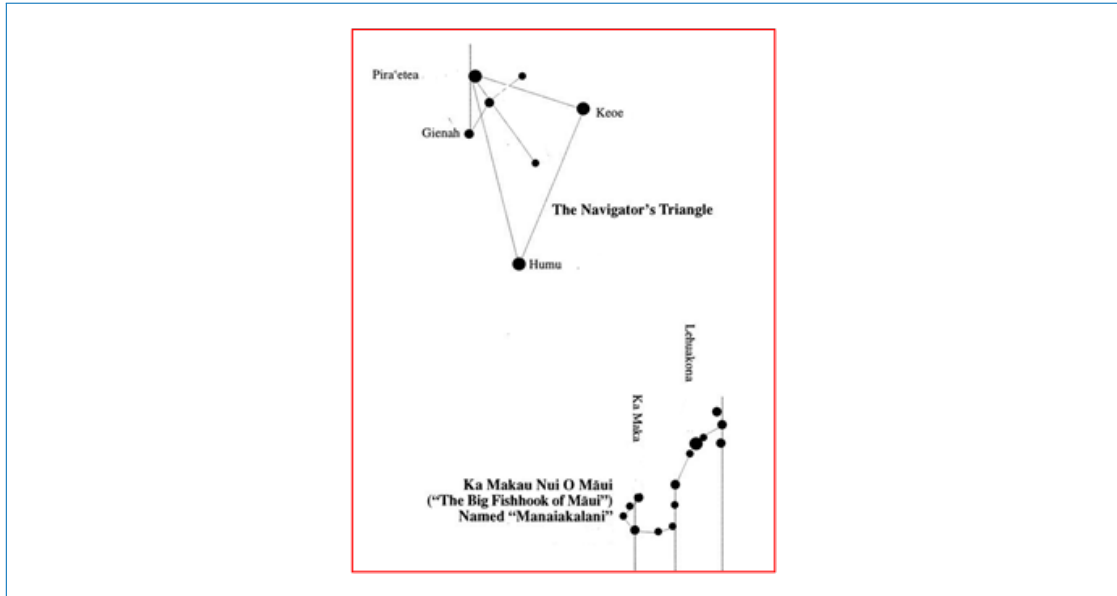 Pira'etea
Keoe
Gienah
The Navigator's Triangle
Humu
Lehuakona
Ka Maka
Ka Makau Nui O Māui
("The Big Fishhook of Māui")
Named "Manaiakalani"